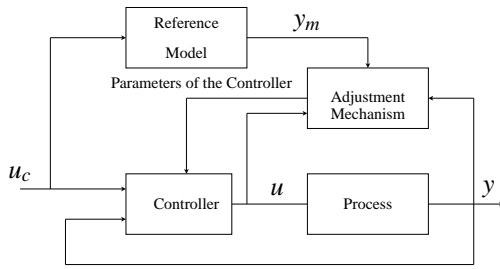 Reference
Model
y_m
Parameters of the Controller
Adjustment
Mechanism
u_c
Controller
u
Process
y